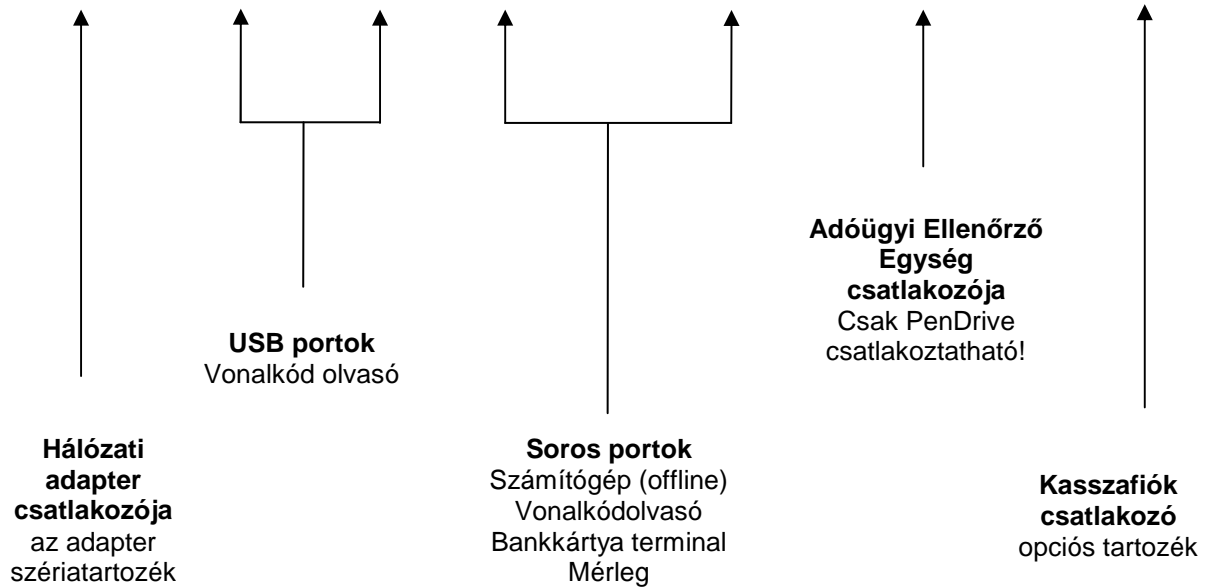 Hálózati
adapter
csatlakozója
az adapter
szériatartozék
USB portok
Vonalkód olvasó
Soros portok
Számítógép (offline)
Vonalkódolvasó
Bankkártya terminal
Mérleg
Adóügyi Ellenőrző
Egység
csatlakozója
Csak PenDrive
csatlakoztatható!
Kasszafiók
csatlakozó
opciós tartozék